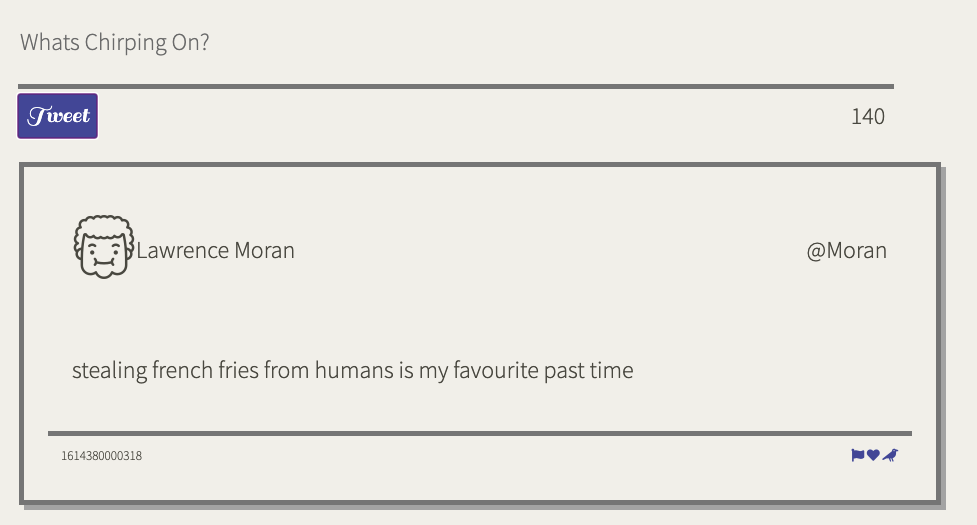 Whats Chirping On?
Tweet
140
Lawrence Moran
@Moran
stealing french fries from humans is my favourite past time
1614380000318